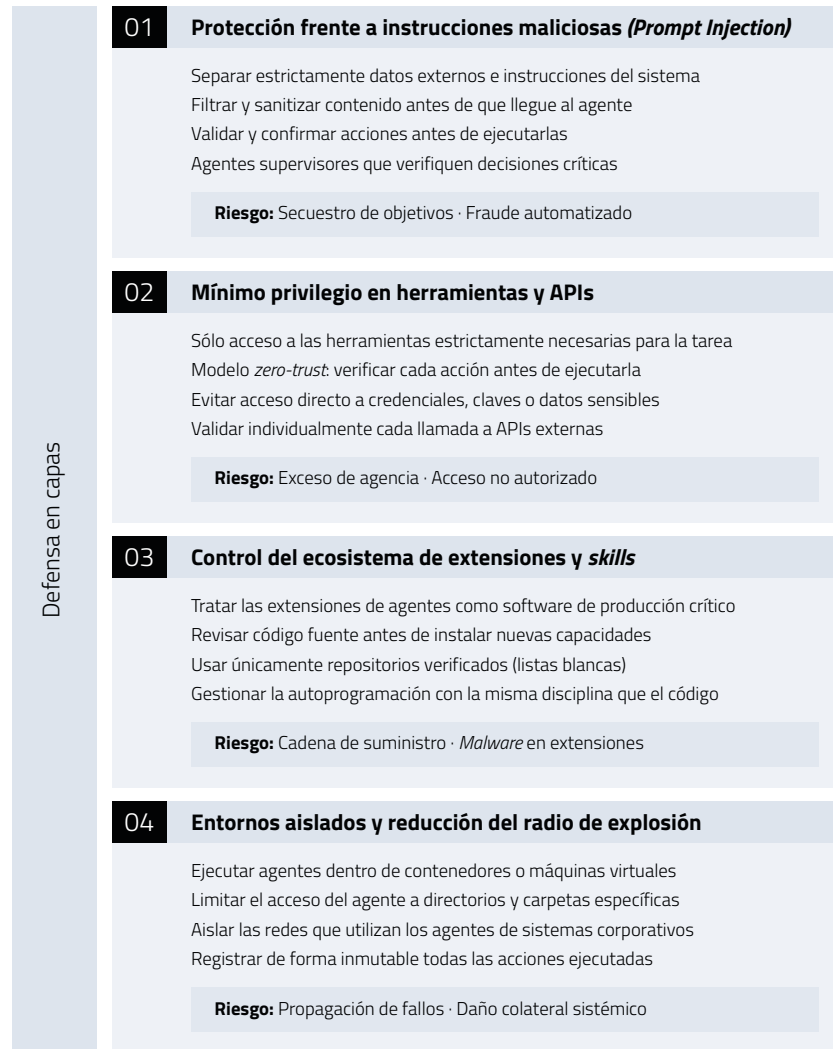 Defensa en capas
01 Protección frente a instrucciones maliciosas (Prompt Injection)
Separar estrictamente datos externos e instrucciones del sistema
Filtrar y sanitizar contenido antes de que llegue al agente
Validar y confirmar acciones antes de ejecutarlas
Agentes supervisores que verifiquen decisiones críticas
Riesgo: Secuestro de objetivos · Fraude automatizado
02 Mínimo privilegio en herramientas y APIs
Sólo acceso a las herramientas estrictamente necesarias para la tarea
Modelo zero-trust: verificar cada acción antes de ejecutarla
Evitar acceso directo a credenciales, claves o datos sensibles
Validar individualmente cada llamada a APIs externas
Riesgo: Exceso de agencia · Acceso no autorizado
03 Control del ecosistema de extensiones y skills
Tratar las extensiones de agentes como software de producción crítico
Revisar código fuente antes de instalar nuevas capacidades
Usar únicamente repositorios verificados (listas blancas)
Gestionar la autoprogramación con la misma disciplina que el código
Riesgo: Cadena de suministro · Malware en extensiones
04 Entornos aislados y reducción del radio de explosión
Ejecutar agentes dentro de contenedores o máquinas virtuales
Limitar el acceso del agente a directorios y carpetas específicas
Aislar las redes que utilizan los agentes de sistemas corporativos
Registrar de forma inmutable todas las acciones ejecutadas
Riesgo: Propagación de fallos · Daño colateral sistémico